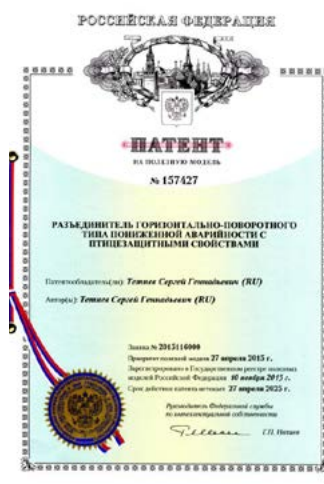 РОССИЙСКАЯ ФЕДЕРАЦИЯ
ПАТЕНТ
НА ПОЛЕЗНУЮ МОДЕЛЬ
№ 157427
РАЗЪЕДИНИТЕЛЬ ГОРИЗОНТАЛЬНО-ПОВОРОТНОГО
ТИПА ПОНИЖЕННОЙ АВАРИЙНОСТИ С
ПТИЦЕЗАЩИТНЫМИ СВОЙСТВАМИ
Патентообладатель(ли): Сергей Геннадьевич (RU)
Автор(ы): Сергей Геннадьевич (RU)
Заявка № 2015116000
Приоритет полезной модели 27 апреля 2015 г.
Зарегистрировано в Государственном реестре полезных
моделей Российской Федерации 10 ноября 2015 г.
Срок действия патента истекает 27 апреля 2025 г.
Руководитель Федеральной службы
по интеллектуальной собственности
Г.П. Ивлиев